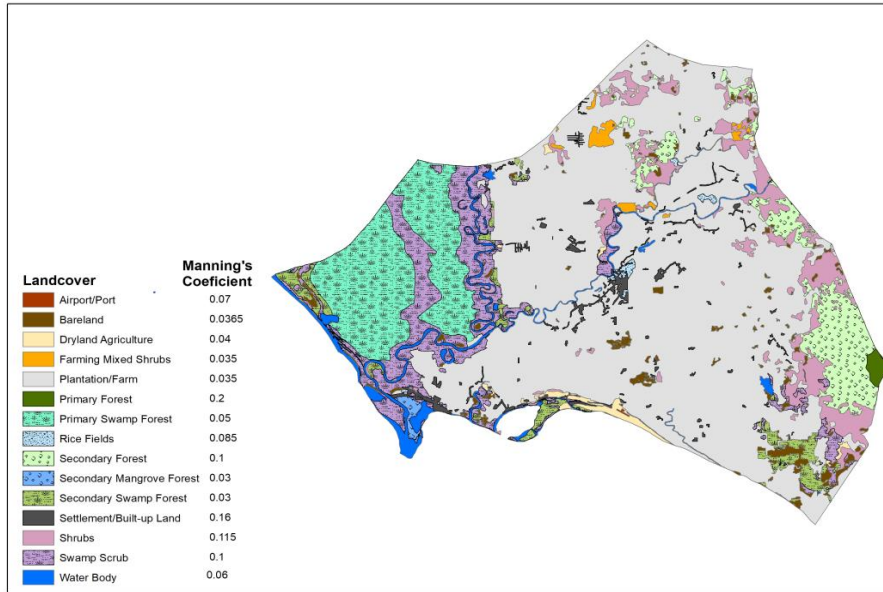 Landcover Manning's Coeficient
Airport/Port 0.07
Bareland 0.0365
Dryland Agriculture 0.04
Farming Mixed Shrubs 0.035
Plantation/Farm 0.035
Primary Forest 0.2
Primary Swamp Forest 0.05
Rice Fields 0.085
Secondary Forest 0.1
Secondary Mangrove Forest 0.03
Secondary Swamp Forest 0.03
Settlement/Built-up Land 0.16
Shrubs 0.115
Swamp Scrub 0.1
Water Body 0.06